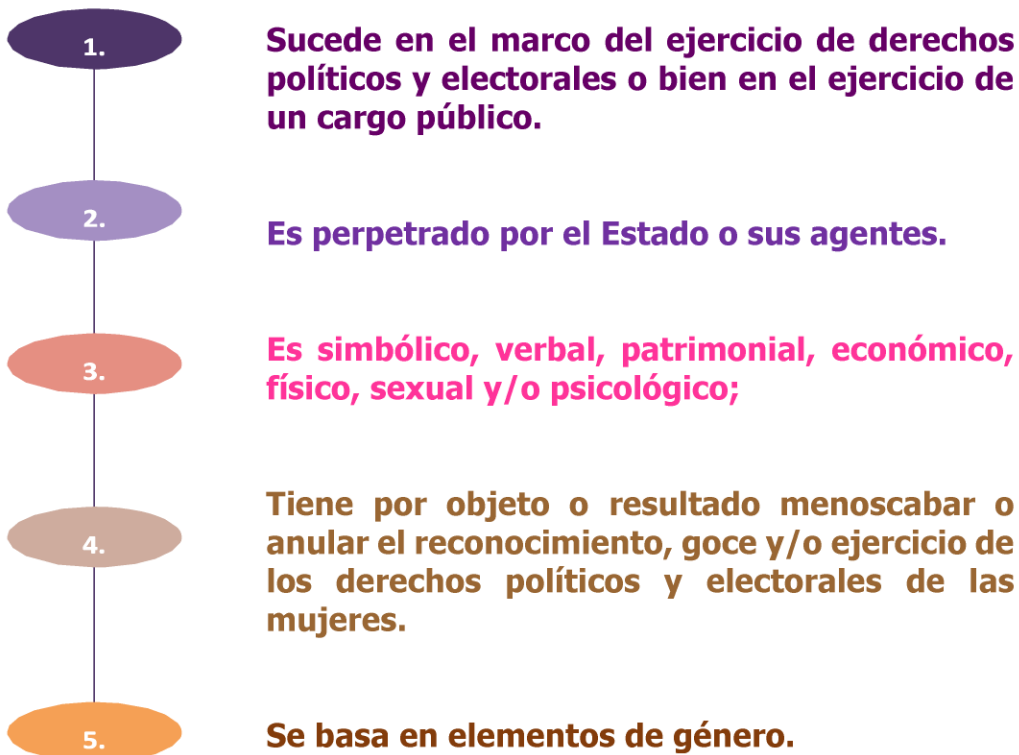 1.
Sucede en el marco del ejercicio de derechos
políticos y electorales o bien en el ejercicio de
un cargo público.
2.
Es perpetrado por el Estado o sus agentes.
3.
Es simbólico, verbal, patrimonial, económico,
físico, sexual y/o psicológico;
4.
Tiene por objeto o resultado menoscabar o
anular el reconocimiento, goce y/o ejercicio de
los derechos políticos y electorales de las
mujeres.
5.
Se basa en elementos de género.